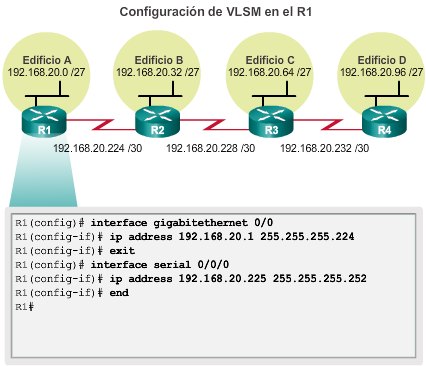 Configuración de VLSM en el R1
Edificio A
192.168.20.0 /27
Edificio B
192.168.20.32 /27
Edificio C
192.168.20.64 /27
Edificio D
192.168.20.96 /27
R1
R2
R3
R4
192.168.20.224 /30
192.168.20.228 /30
192.168.20.232 /30
R1(config)# interface gigabitethernet 0/0
R1(config-if)# ip address 192.168.20.1 255.255.255.224
R1(config-if)# exit
R1(config-if)# interface serial 0/0/0
R1(config-if)# ip address 192.168.20.225 255.255.255.252
R1(config-if)# end
R1#